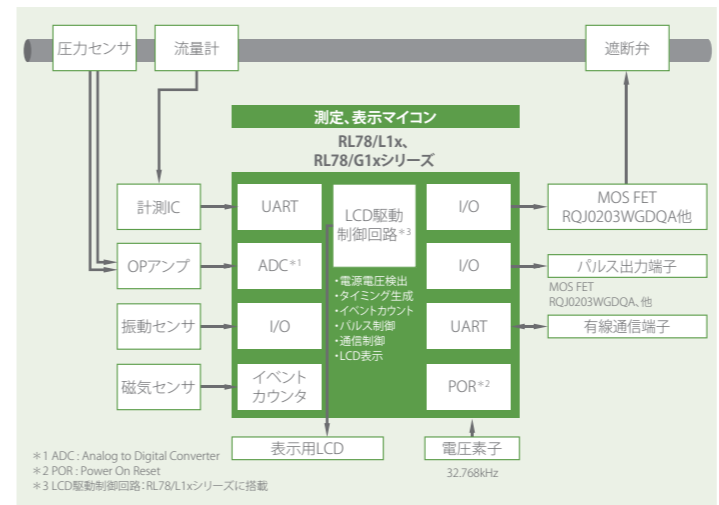 圧力センサ
流量計
遮断弁
測定、表示マイコン
RL78/L1x、
RL78/G1xシリーズ
計測IC
UART
LCD駆動
制御回路*3
I/O
MOS FET
RQJ0203WGDQA他
OPアンプ
ADC*1
I/O
パルス出力端子
MOS FET
RQJ0203WGDQA、他
・電源電圧検出
・タイミング生成
・イベントカウント
・パルス制御
・通信制御
・LCD表示
振動センサ
I/O
UART
有線通信端子
磁気センサ
イベント
カウンタ
POR*2
表示用LCD
電圧素子
32.768kHz
*1 ADC : Analog to Digital Converter
*2 POR : Power On Reset
*3 LCD駆動制御回路:RL78/L1xシリーズに搭載